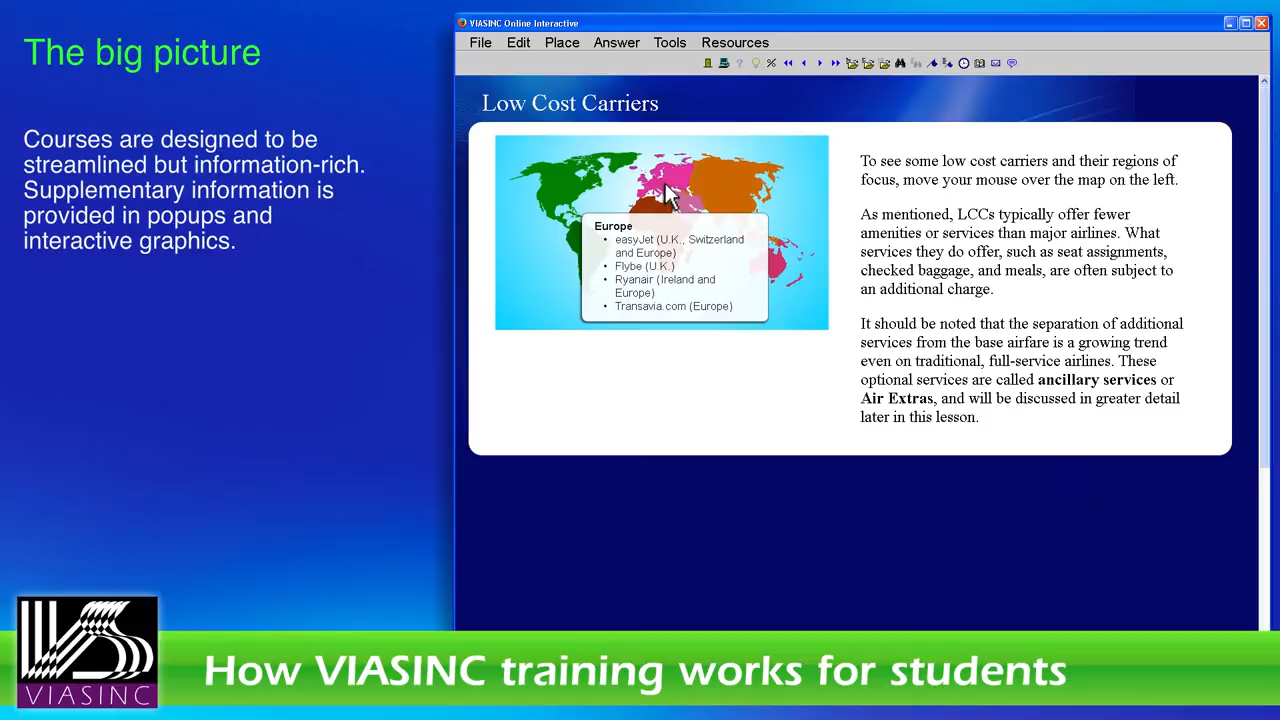 The big picture
Courses are designed to be
streamlined but information-rich.
Supplementary information is
provided in popups and
interactive graphics.
VIASINC Online Interactive
File Edit Place Answer Tools Resources
Low Cost Carriers
Europe
• easyJet (U.K., Switzerland
and Europe)
• Flybe (U.K.)
• Ryanair (Ireland and
Europe)
• Transavia.com (Europe)
To see some low cost carriers and their regions of
focus, move your mouse over the map on the left.
As mentioned, LCCs typically offer fewer
amenities or services than major airlines. What
services they do offer, such as seat assignments,
checked baggage, and meals, are often subject to
an additional charge.
It should be noted that the separation of additional
services from the base airfare is a growing trend
even on traditional, full-service airlines. These
optional services are called ancillary services or
Air Extras, and will be discussed in greater detail
later in this lesson.
VIASINC
How VIASINC training works for students